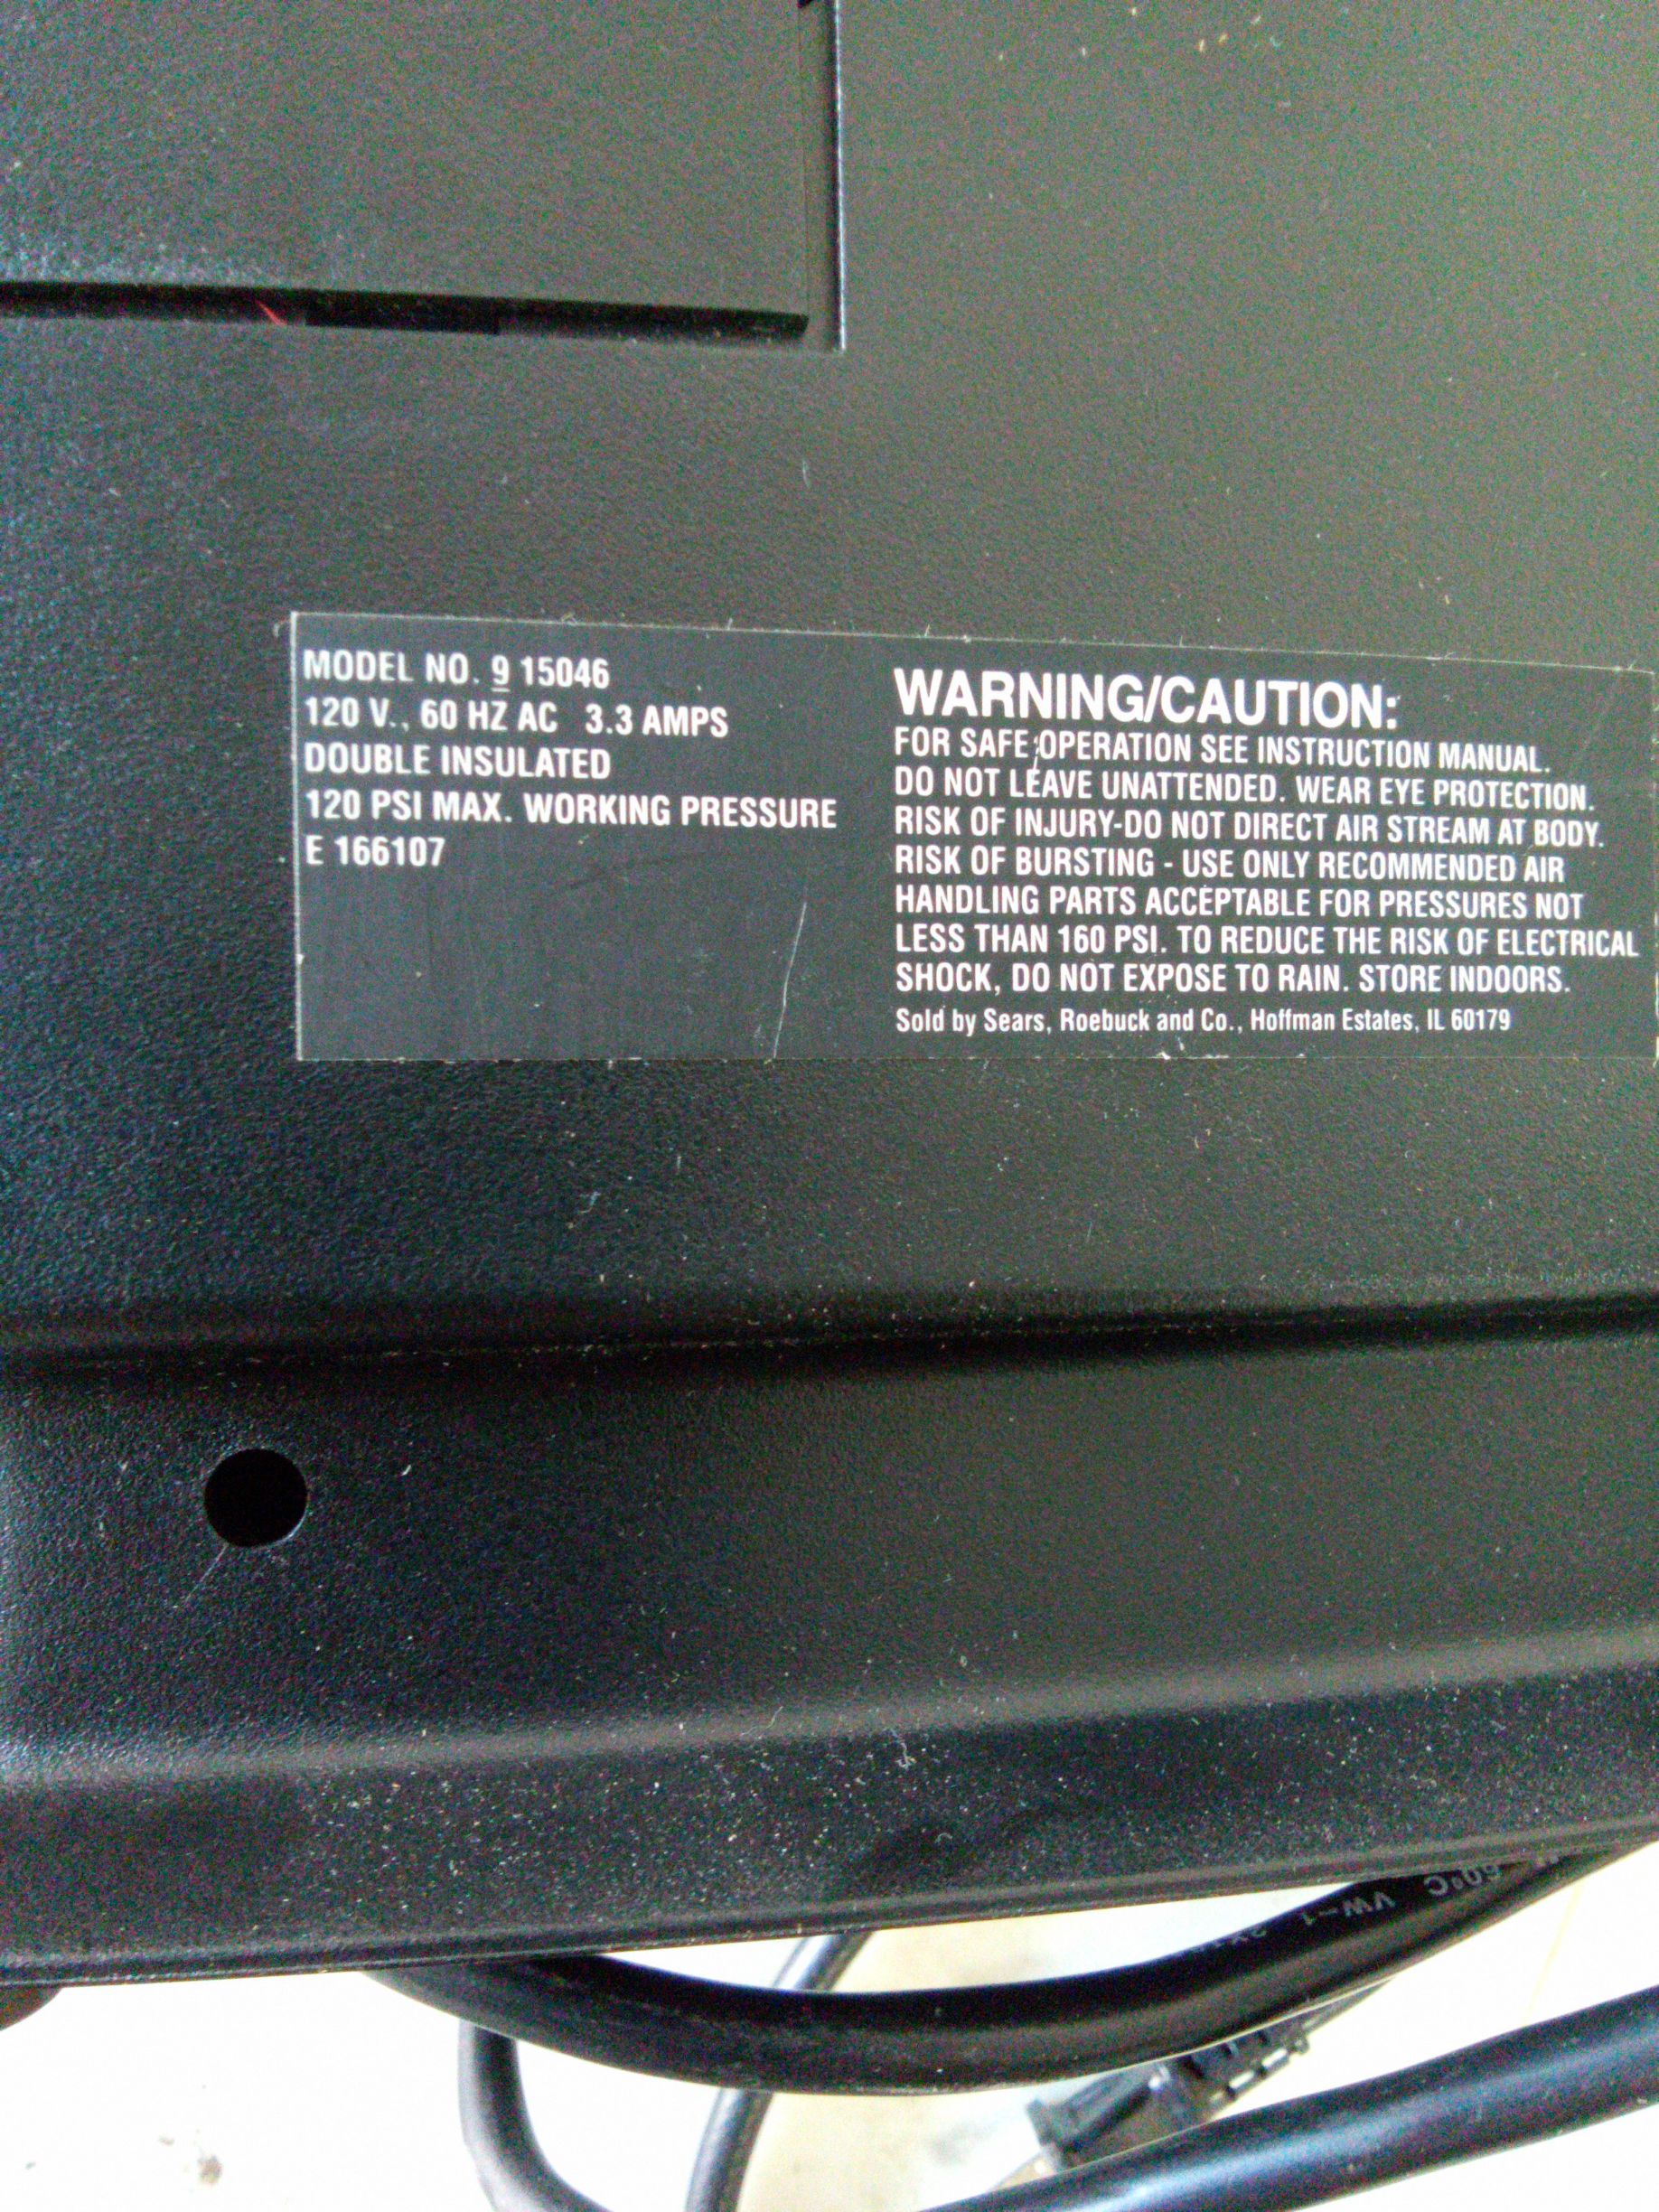 MODEL NO. 9 15046
120 V., 60 HZ AC 3.3 AMPS
DOUBLE INSULATED
120 PSI MAX. WORKING PRESSURE
E 166107
WARNING/CAUTION:
FOR SAFE OPERATION SEE INSTRUCTION MANUAL.
DO NOT LEAVE UNATTENDED. WEAR EYE PROTECTION.
RISK OF INJURY-DO NOT DIRECT AIR STREAM AT BODY.
RISK OF BURSTING - USE ONLY RECOMMENDED AIR
HANDLING PARTS ACCEPTABLE FOR PRESSURES NOT
LESS THAN 160 PSI. TO REDUCE THE RISK OF ELECTRICAL
SHOCK, DO NOT EXPOSE TO RAIN. STORE INDOORS.
Sold by Sears, Roebuck and Co., Hoffman Estates, IL 60179
60°C VW-1